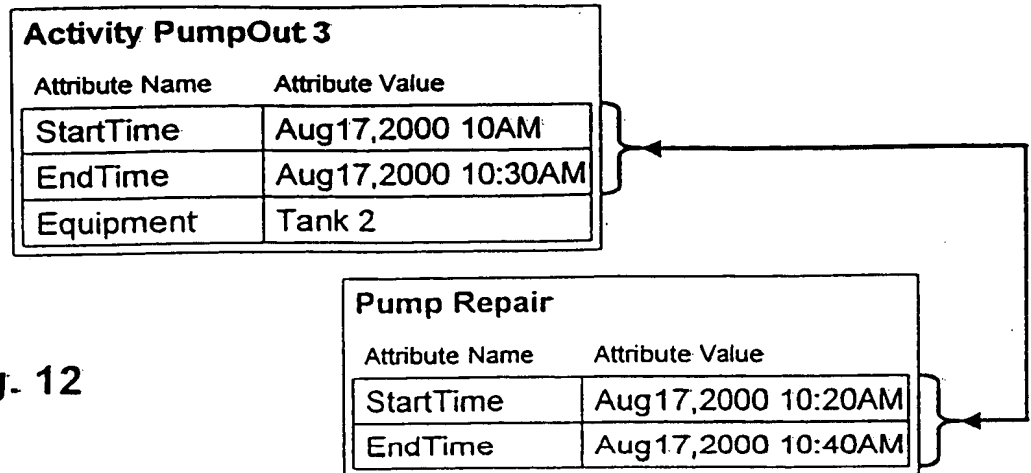 Activity PumpOut 3
Attribute Name Attribute Value
StartTime Aug17,2000 10AM
EndTime Aug17,2000 10:30AM
Equipment Tank 2
Pump Repair
Attribute Name Attribute Value
StartTime Aug17,2000 10:20AM
EndTime Aug17,2000 10:40AM
12